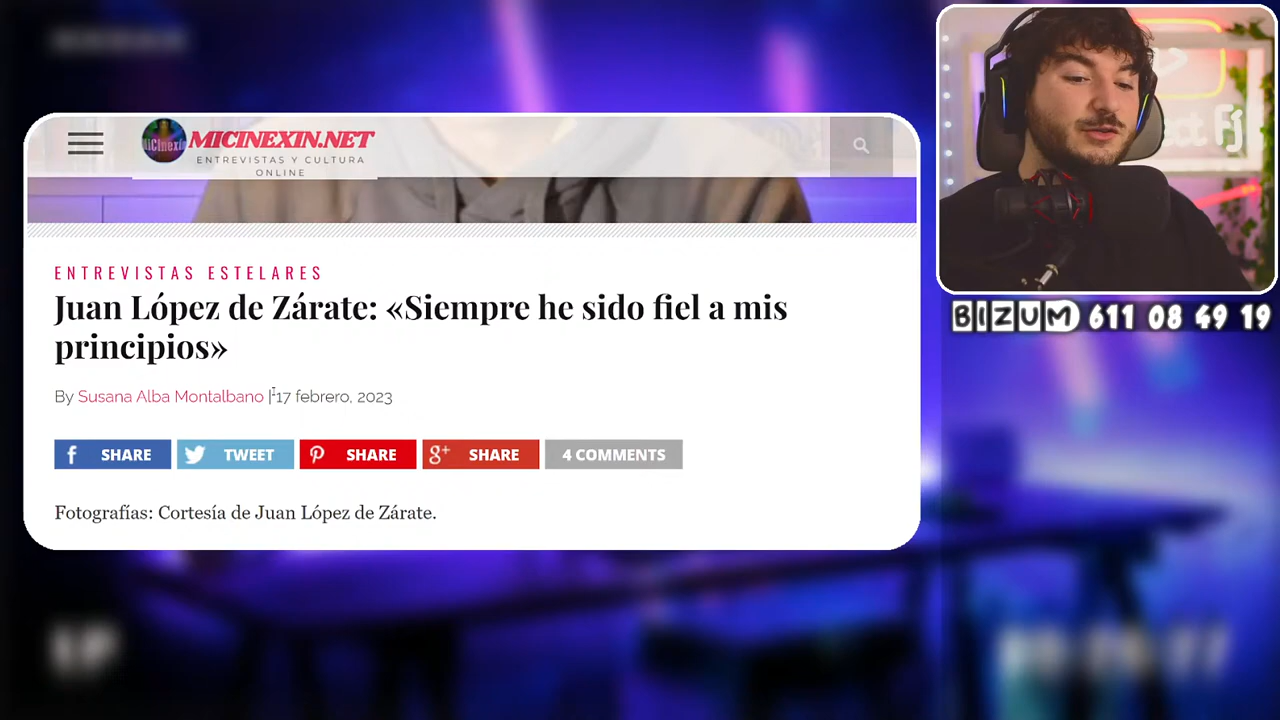 MICINEXIN.NET
ENTREVISTAS Y CULTURA
ONLINE
ENTREVISTAS ESTELARES
Juan López de Zárate: «Siempre he sido fiel a mis
principios»
By Susana Alba Montalbano | 17 febrero, 2023
f SHARE TWEET SHARE g+ SHARE 4 COMMENTS
Fotografías: Cortesía de Juan López de Zárate.
BIZUM 611 08 49 19